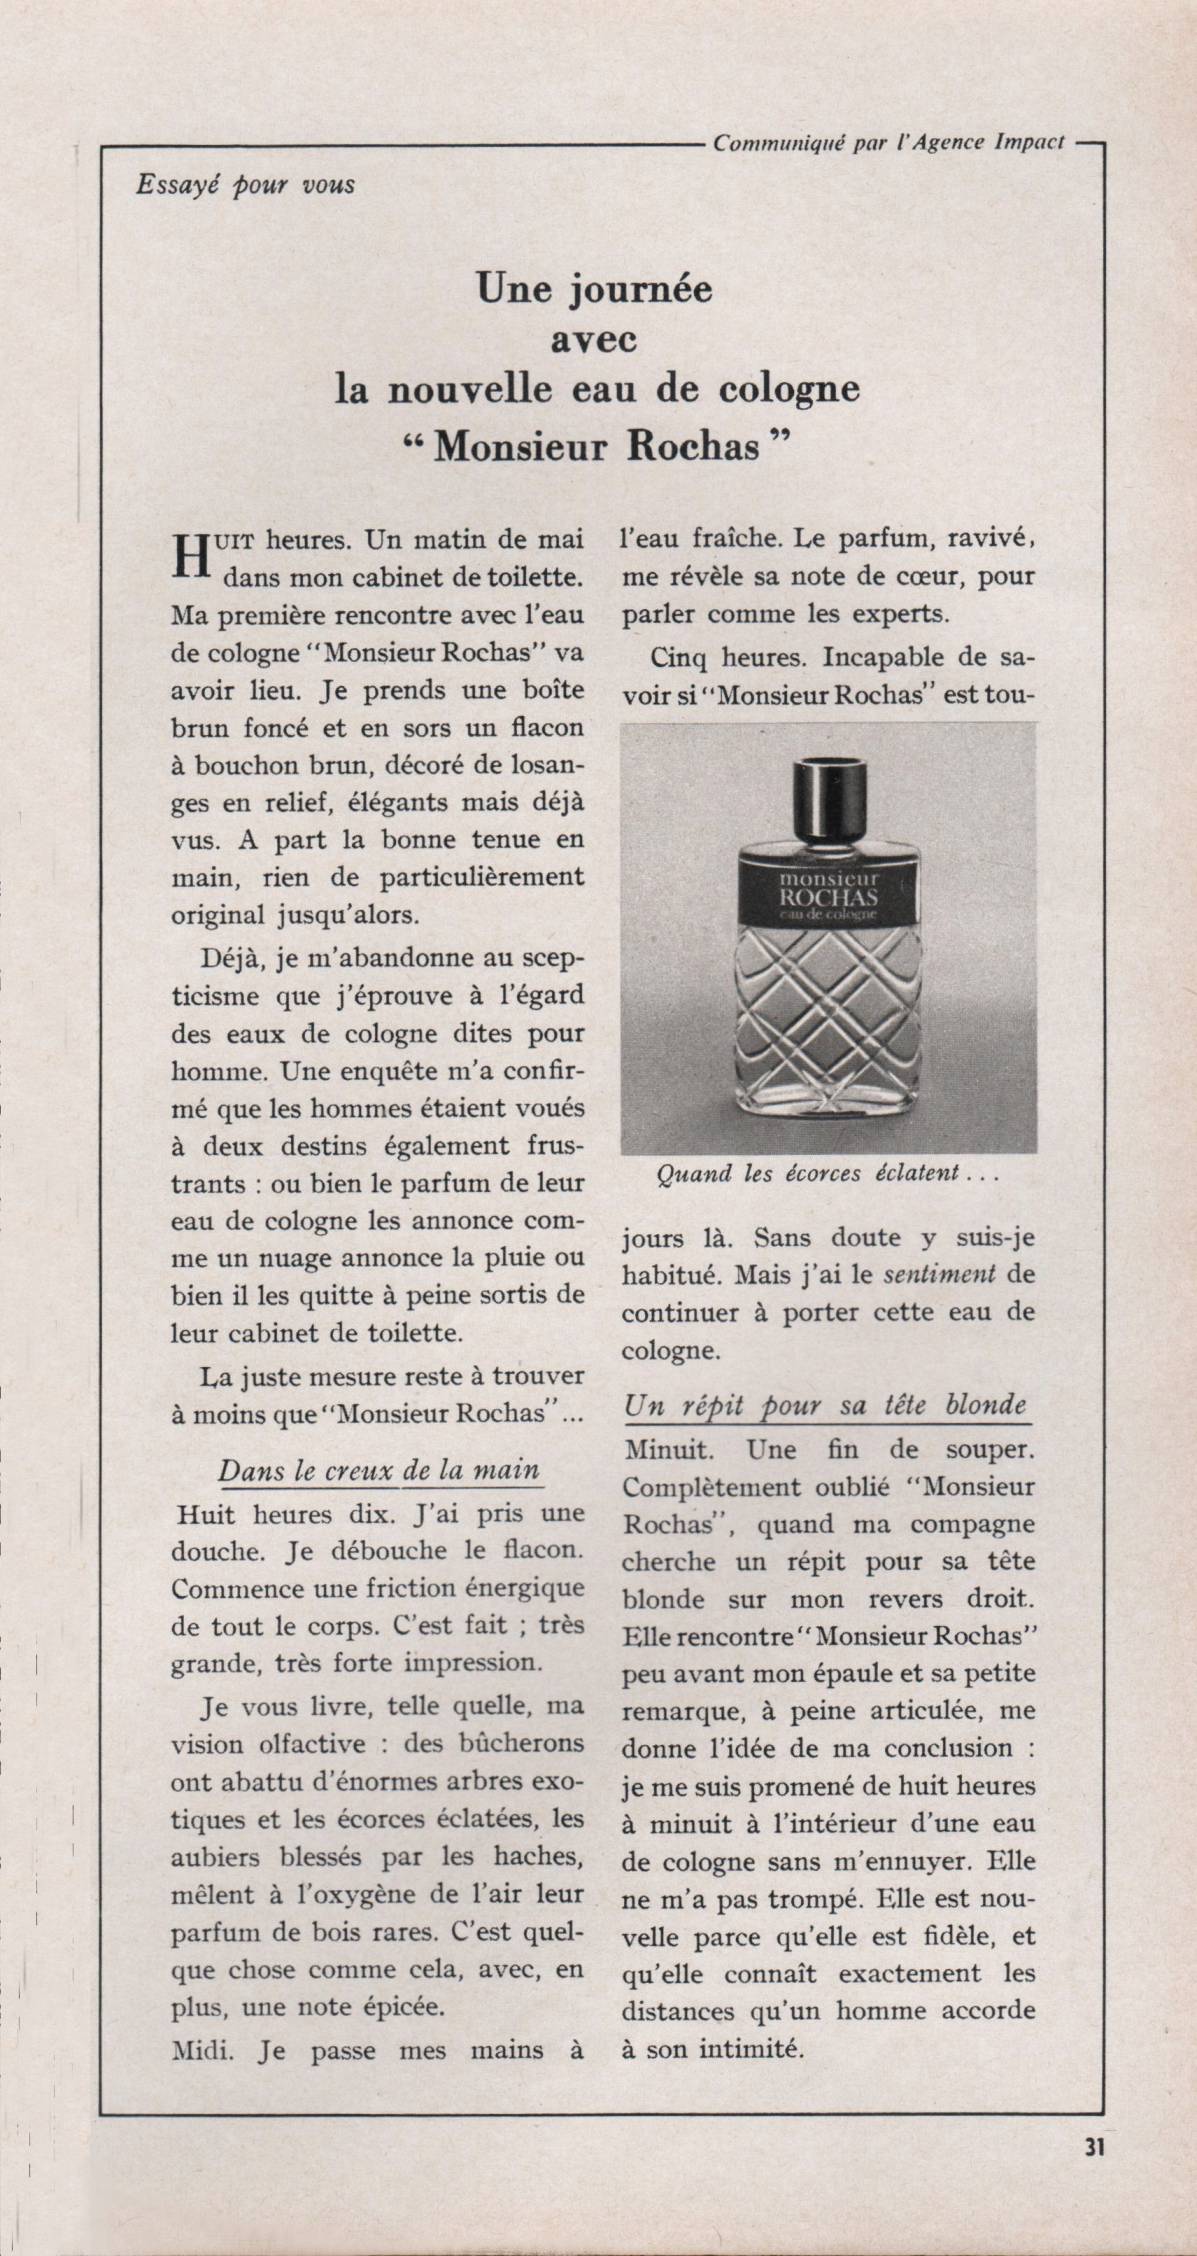 Communiqué par l'Agence Impact
Essayé pour vous
Une journée
avec
la nouvelle eau de cologne
“ Monsieur Rochas ”
HUIT heures. Un matin de mai
dans mon cabinet de toilette.
Ma première rencontre avec l'eau
de cologne “Monsieur Rochas” va
avoir lieu. Je prends une boîte
brun foncé et en sors un flacon
à bouchon brun, décoré de losan-
ges en relief, élégants mais déjà
vus. A part la bonne tenue en
main, rien de particulièrement
original jusqu'alors.
Déjà, je m'abandonne au scep-
ticisme que j'éprouve à l'égard
des eaux de cologne dites pour
homme. Une enquête m'a confir-
mé que les hommes étaient voués
à deux destins également frus-
trants : ou bien le parfum de leur
eau de cologne les annonce com-
me un nuage annonce la pluie ou
bien il les quitte à peine sortis de
leur cabinet de toilette.
La juste mesure reste à trouver
à moins que “Monsieur Rochas”...
Dans le creux de la main
Huit heures dix. J'ai pris une
douche. Je débouche le flacon.
Commence une friction énergique
de tout le corps. C'est fait ; très
grande, très forte impression.
Je vous livre, telle quelle, ma
vision olfactive : des bûcherons
ont abattu d'énormes arbres exo-
tiques et les écorces éclatées, les
aubiers blessés par les haches,
mêlent à l'oxygène de l'air leur
parfum de bois rares. C'est quel-
que chose comme cela, avec, en
plus, une note épicée.
Midi. Je passe mes mains à
l'eau fraîche. Le parfum, ravivé,
me révèle sa note de cœur, pour
parler comme les experts.
Cinq heures. Incapable de sa-
voir si “Monsieur Rochas” est tou-
monsieur
ROCHAS
eau de cologne
Quand les écorces éclatent...
jours là. Sans doute y suis-je
habitué. Mais j'ai le sentiment de
continuer à porter cette eau de
cologne.
Un répit pour sa tête blonde
Minuit. Une fin de souper.
Complètement oublié “Monsieur
Rochas”, quand ma compagne
cherche un répit pour sa tête
blonde sur mon revers droit.
Elle rencontre “Monsieur Rochas”
peu avant mon épaule et sa petite
remarque, à peine articulée, me
donne l'idée de ma conclusion :
je me suis promené de huit heures
à minuit à l'intérieur d'une eau
de cologne sans m'ennuyer. Elle
ne m'a pas trompé. Elle est nou-
velle parce qu'elle est fidèle, et
qu'elle connaît exactement les
distances qu'un homme accorde
à son intimité.
31